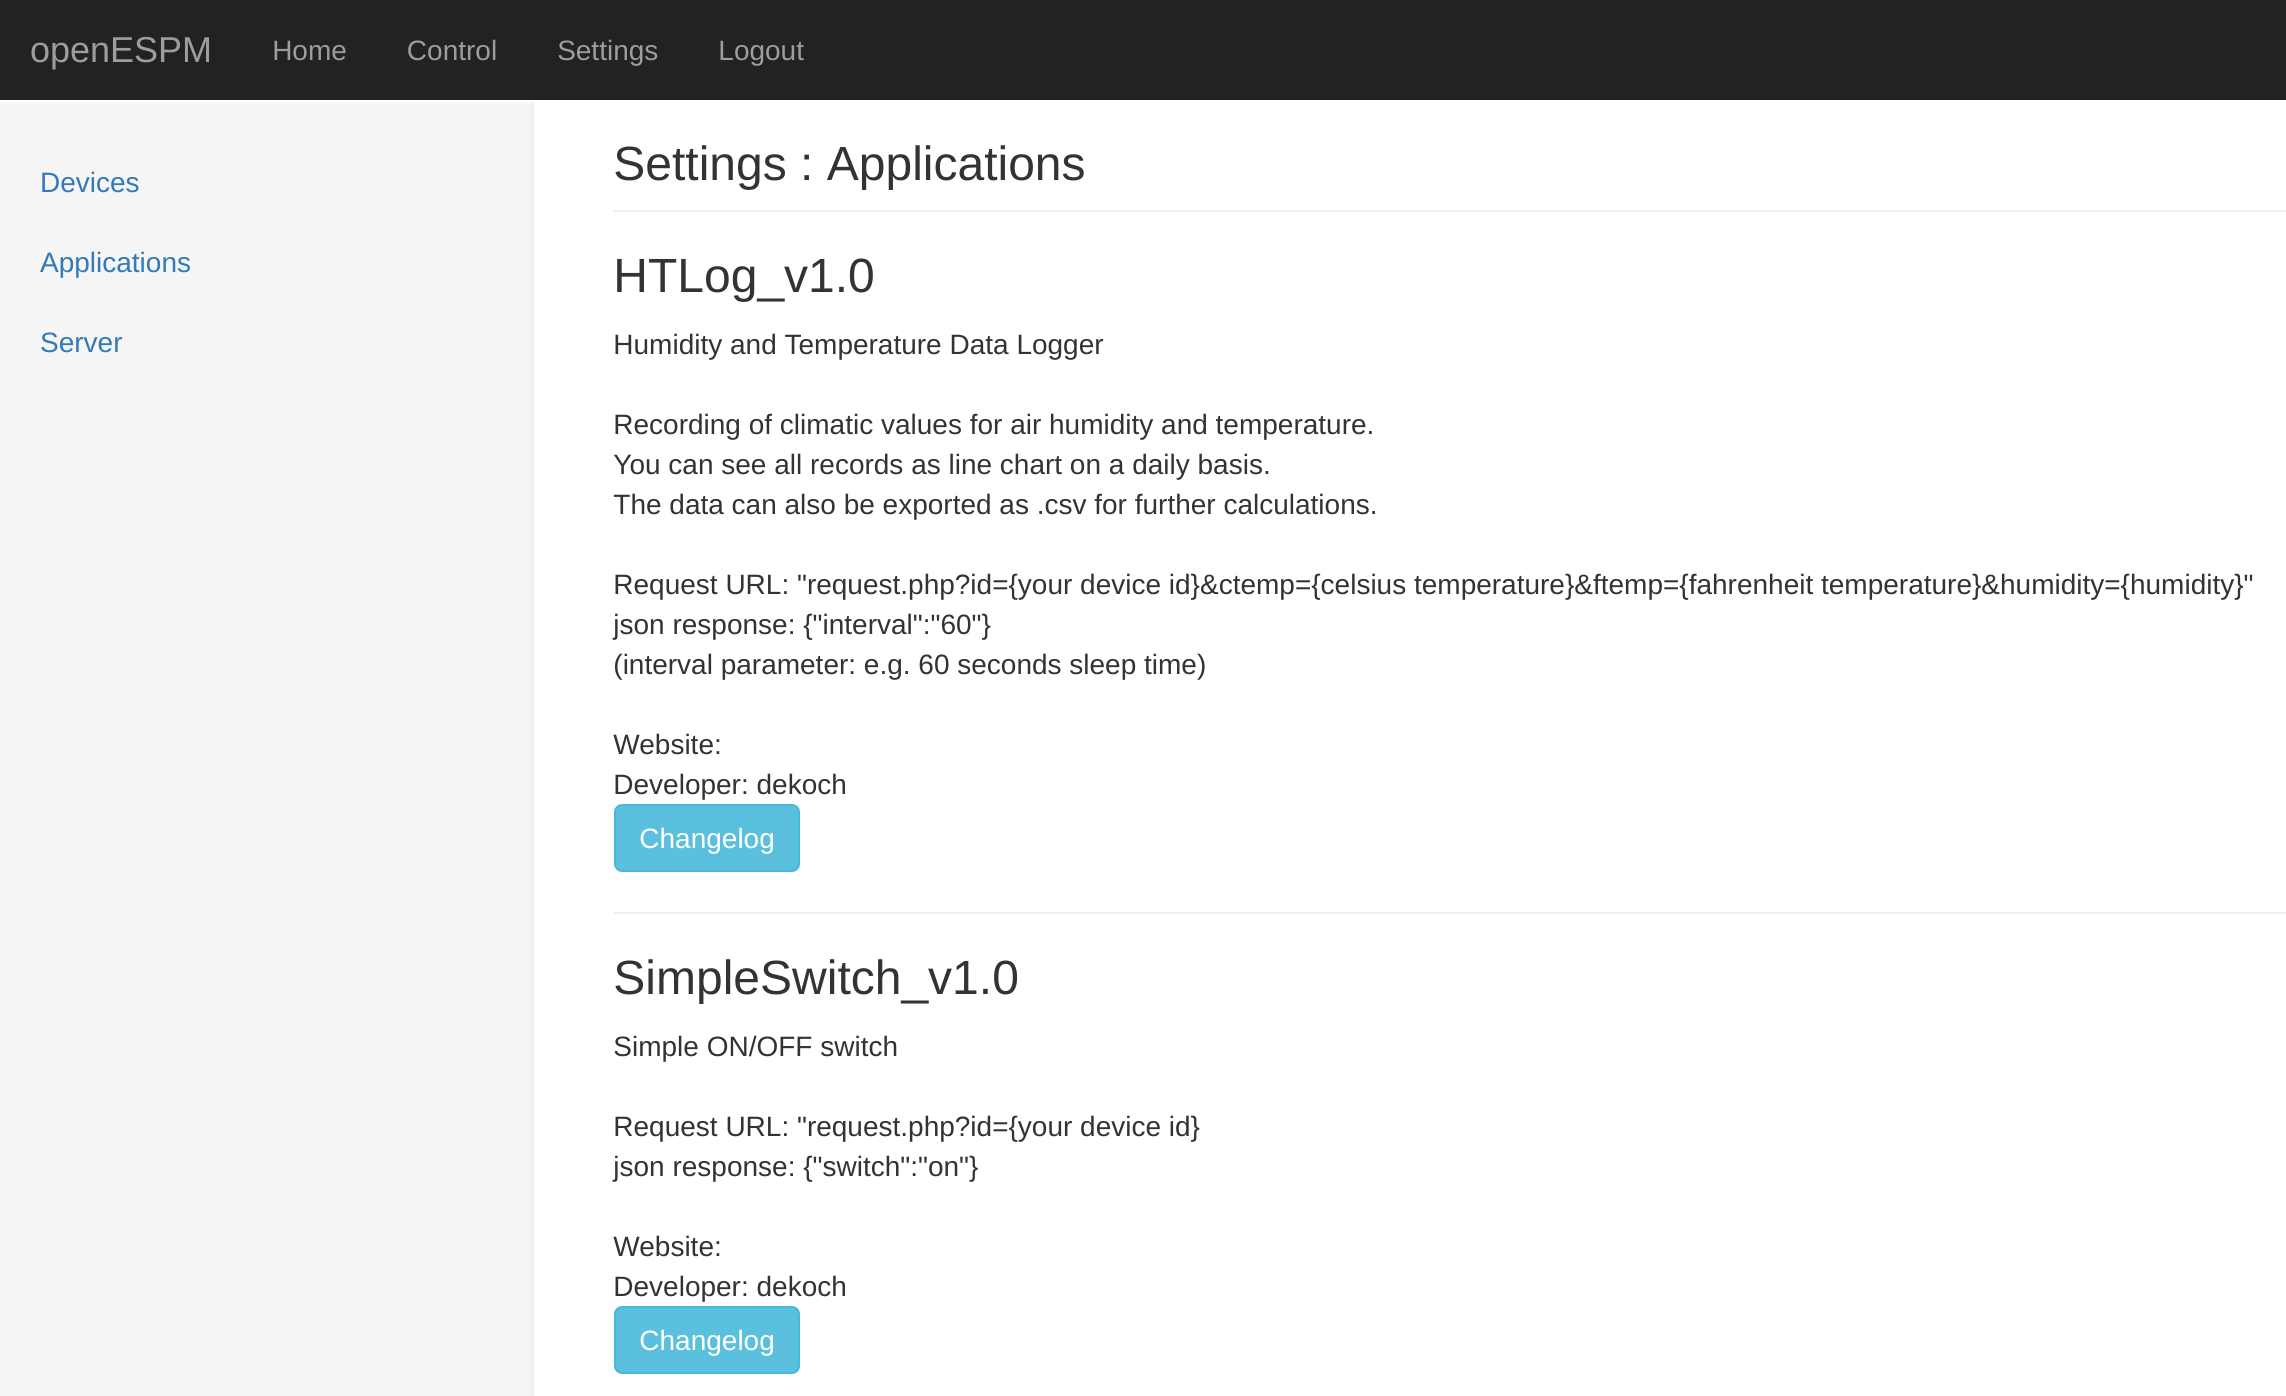 openESPM Home Control Settings Logout
Devices
Applications
Server
Settings : Applications
HTLog_v1.0
Humidity and Temperature Data Logger
Recording of climatic values for air humidity and temperature.
You can see all records as line chart on a daily basis.
The data can also be exported as .csv for further calculations.
Request URL: "request.php?id={your device id}&ctemp={celsius temperature}&ftemp={fahrenheit temperature}&humidity={humidity}"
json response: {"interval":"60"}
(interval parameter: e.g. 60 seconds sleep time)
Website:
Developer: dekoch
Changelog
SimpleSwitch_v1.0
Simple ON/OFF switch
Request URL: "request.php?id={your device id}
json response: {"switch":"on"}
Website:
Developer: dekoch
Changelog